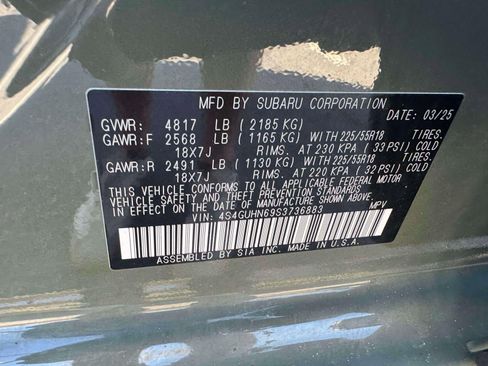 MFD BY SUBARU CORPORATION
DATE: 03/25
GVWR: 4817 LB (2185 KG)
GAWR:F 2568 LB (1165 KG) WITH 225/55R18 TIRES.
18X7J RIMS. AT 230 KPA (33 PSI) COLD
GAWR:R 2491 LB (1130 KG) WITH 225/55R18 TIRES.
18X7J RIMS. AT 220 KPA (32 PSI) COLD
THIS VEHICLE CONFORMS TO ALL APPLICABLE FEDERAL MOTOR
VEHICLE SAFETY, BUMPER, AND THEFT PREVENTION STANDARDS
IN EFFECT ON THE DATE OF MANUFACTURE SHOWN ABOVE.
VIN: 4S4GUHN69S3736883 MPV
ASSEMBLED BY SIA INC. MADE IN U.S.A.